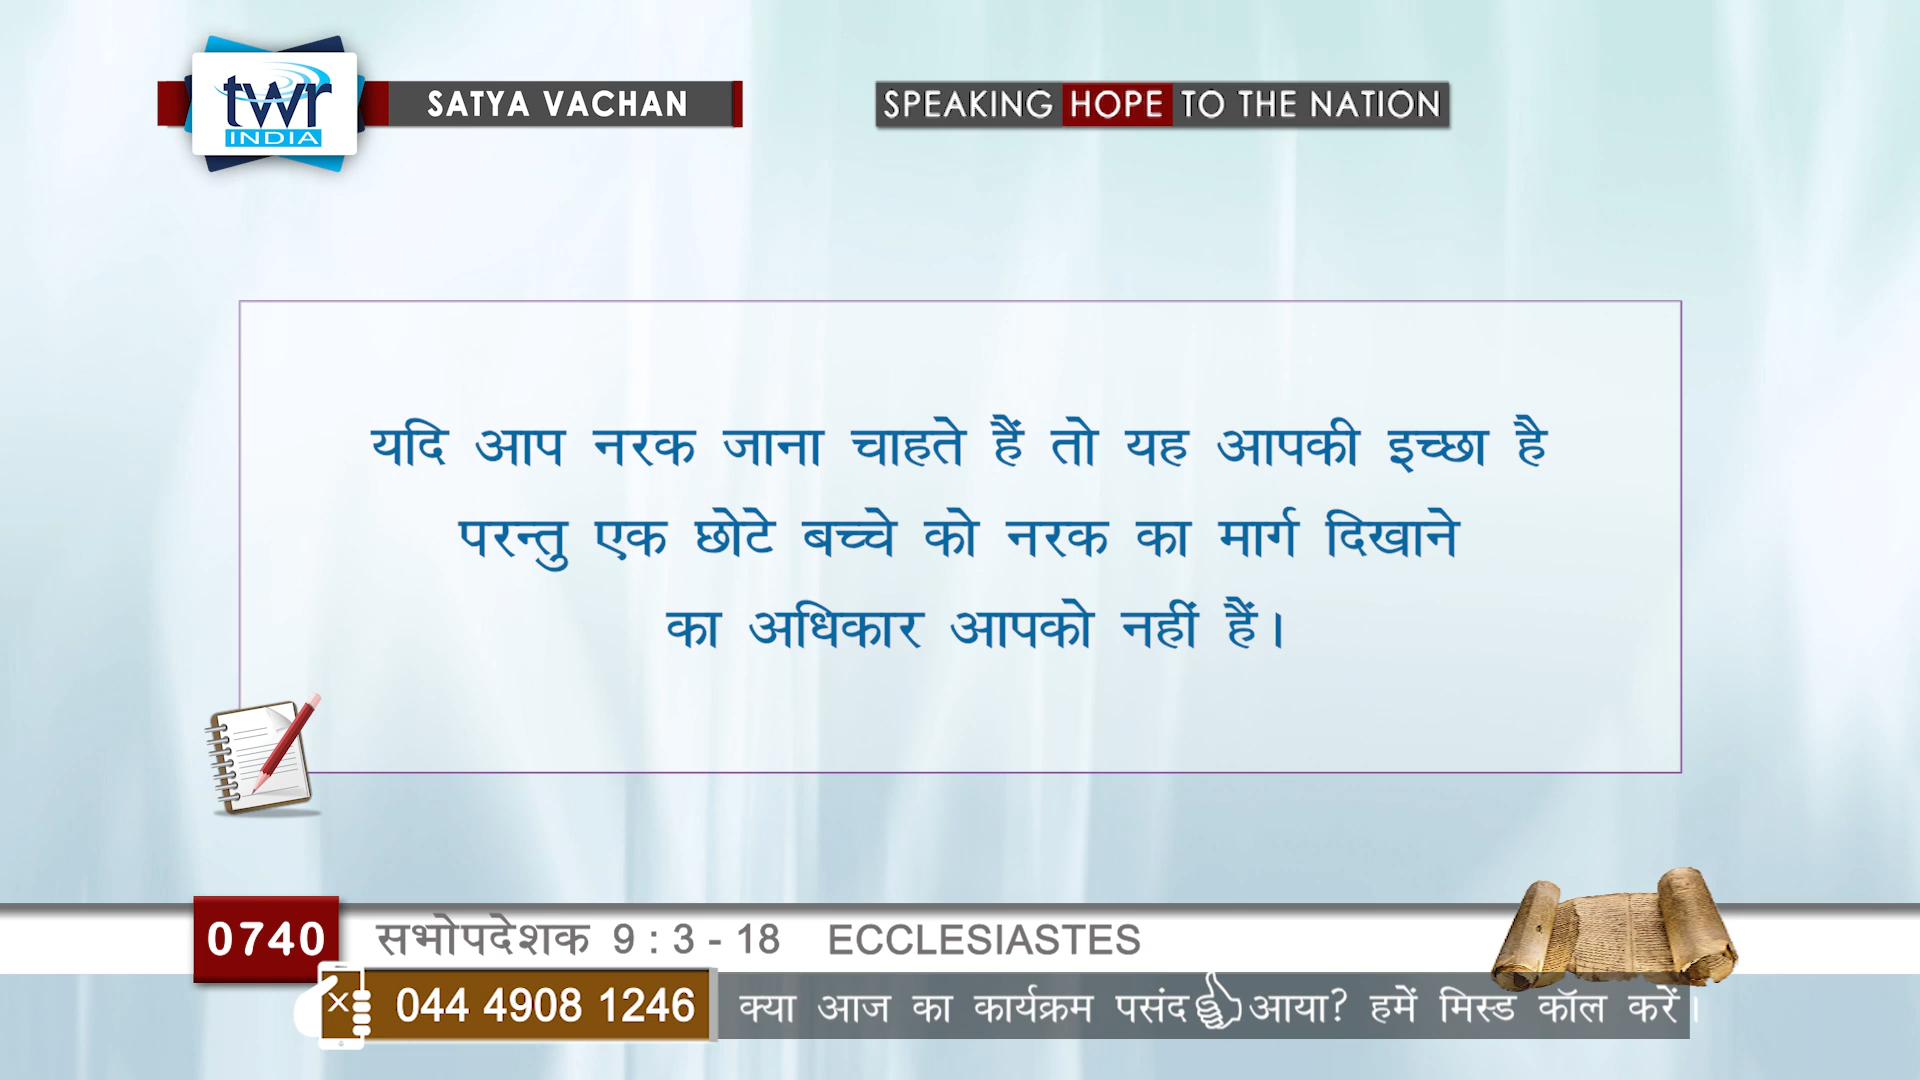 twr
INDIA
SATYA VACHAN
SPEAKING HOPE TO THE NATION
यदि आप नरक जाना चाहते हैं तो यह आपकी इच्छा है
परन्तु एक छोटे बच्चे को नरक का मार्ग दिखाने
का अधिकार आपको नहीं हैं।
0740 सभोपदेशक 9 : 3 - 18 ECCLESIASTES
044 4908 1246 क्या आज का कार्यक्रम पसंद आया? हमें मिस्ड कॉल करें।